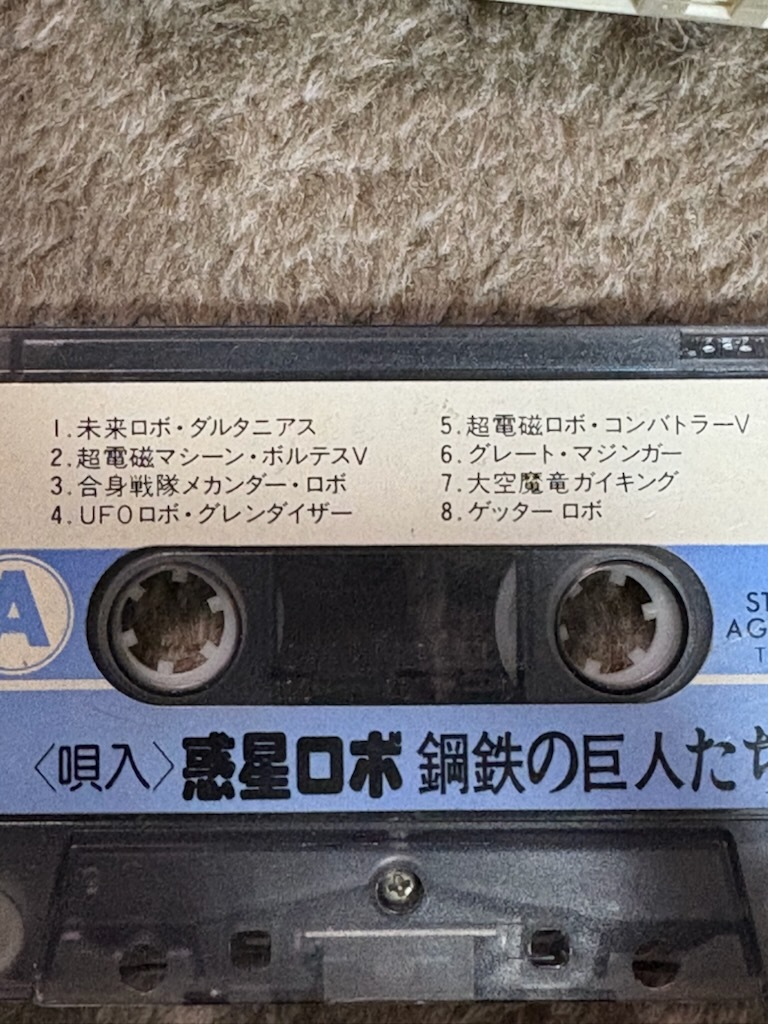 1.未来ロボ・ダルタニアス
2.超電磁マシーン・ボルテスV
3.合身戦隊メカンダー・ロボ
4.UFOロボ・グレンダイザー
5.超電磁ロボ・コンバトラーV
6.グレート・マジンガー
7.大空魔竜ガイキング
8.ゲッター ロボ
A
ST
AG
T
〈唄入〉惑星ロボ 鋼鉄の巨人たち